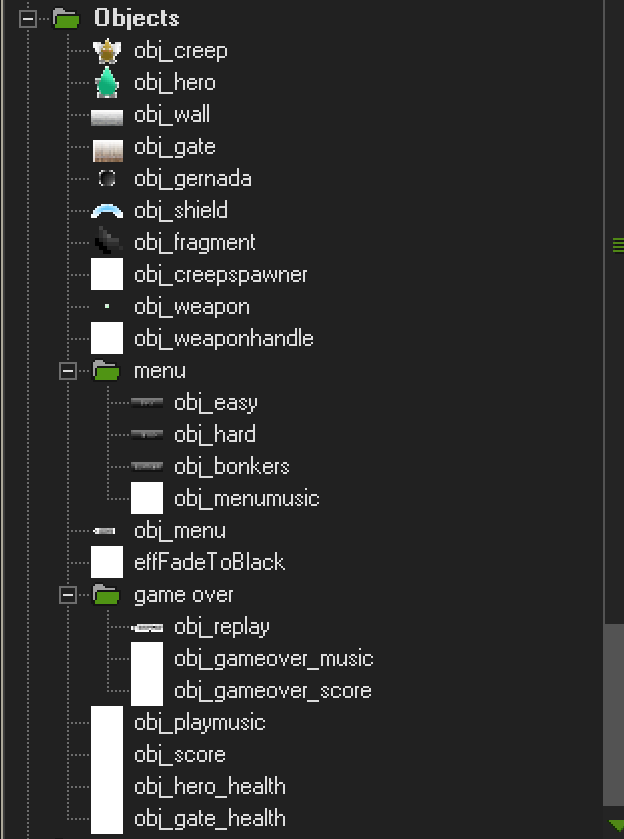 Objects
obj_creep
obj_hero
obj_wall
obj_gate
obj_gernada
obj_shield
obj_fragment
obj_creepspawner
obj_weapon
obj_weaponhandle
menu
obj_easy
obj_hard
obj_bonkers
obj_menumusic
obj_menu
effFadeToBlack
game over
obj_replay
obj_gameover_music
obj_gameover_score
obj_playmusic
obj_score
obj_hero_health
obj_gate_health